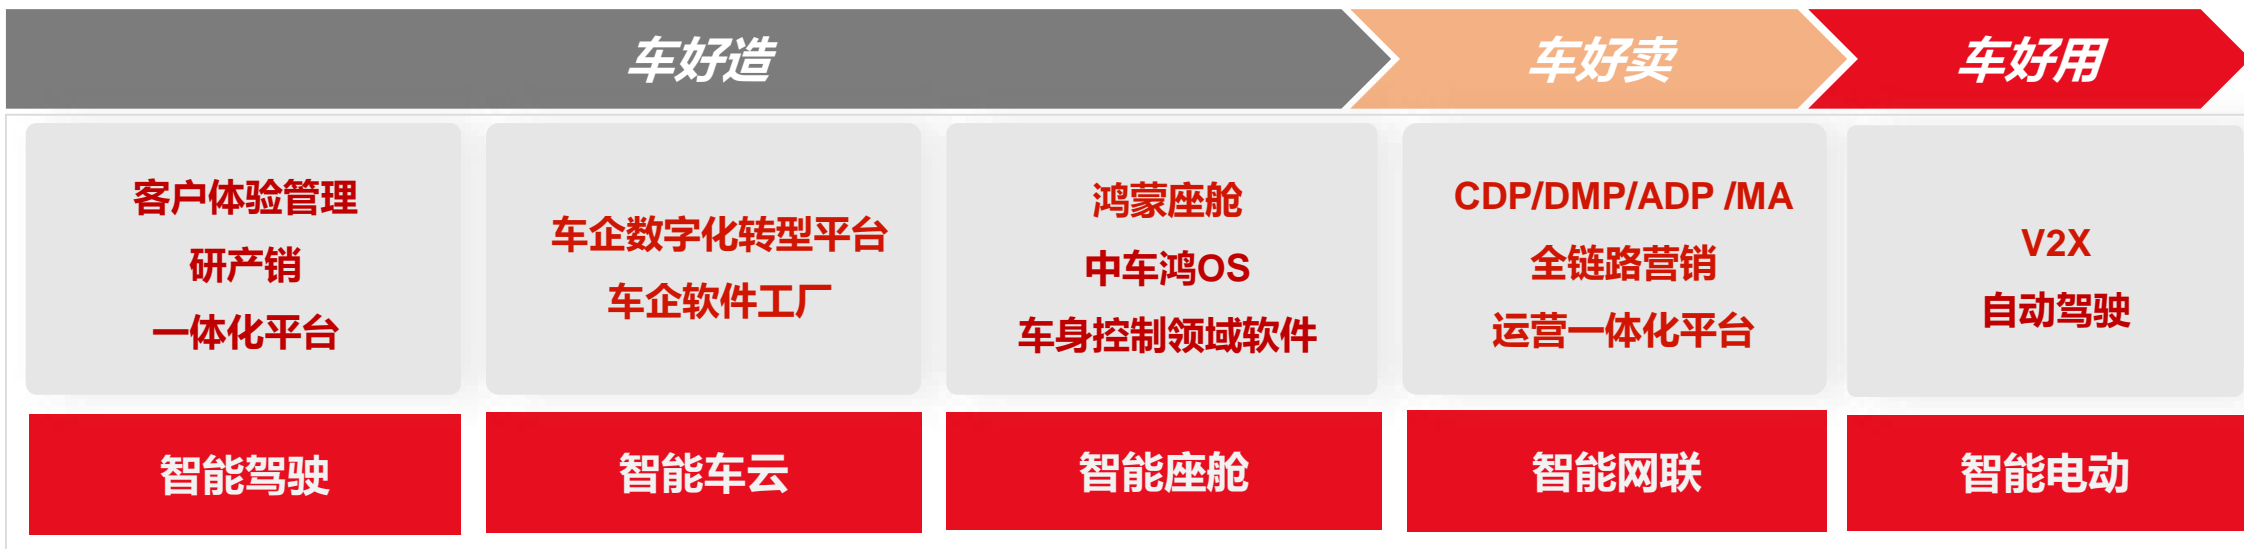 车好造
车好卖
车好用
客户体验管理
研产销
一体化平台
车企数字化转型平台
车企软件工厂
鸿蒙座舱
中车鸿OS
车身控制领域软件
CDP/DMP/ADP /MA
全链路营销
运营一体化平台
V2X
自动驾驶
智能驾驶
智能车云
智能座舱
智能网联
智能电动